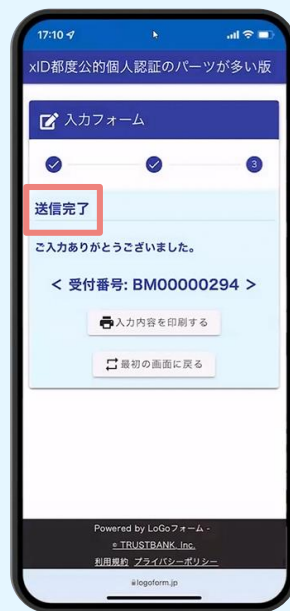 17:10
xID都度公的個人認証のパーツが多い版
入力フォーム
3
送信完了
ご入力ありがとうございました。
< 受付番号: BM00000294 >
入力内容を印刷する
最初の画面に戻る
Powered by LoGoフォーム -
© TRUSTBANK, Inc.
利用規約 プライバシーポリシー
logoform.jp